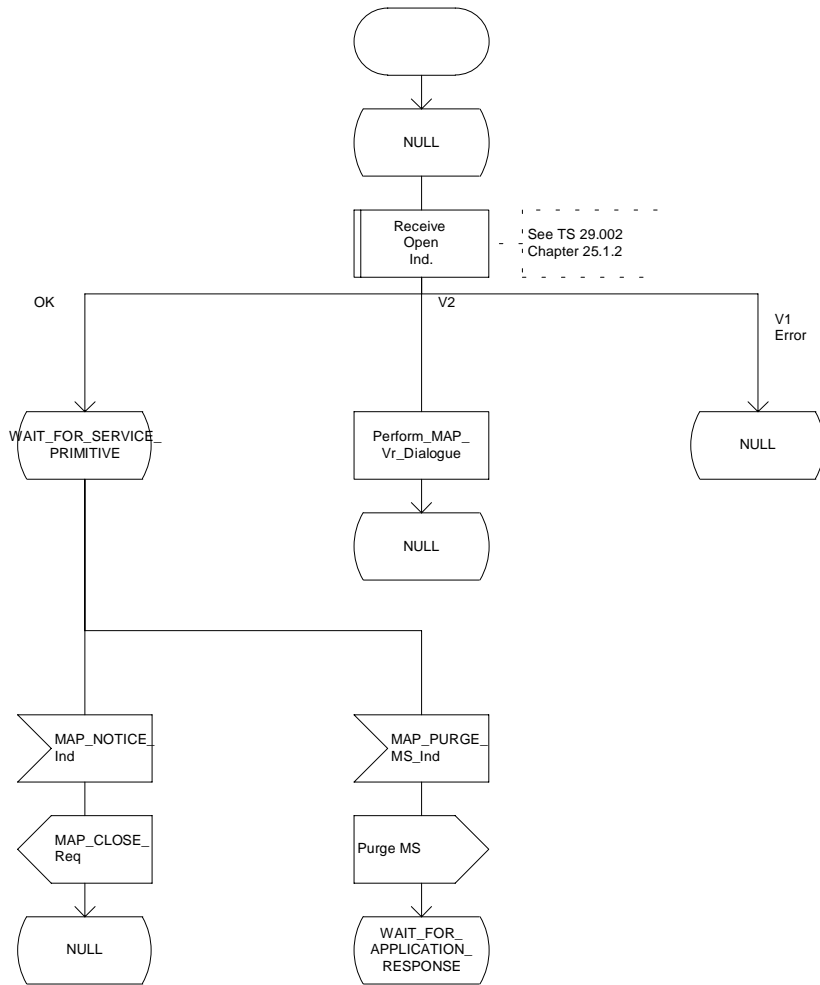 NULL
Receive
Open
Ind.
See TS 29.002
Chapter 25.1.2
OK
V2
V1
Error
WAIT_FOR_SERVICE_
PRIMITIVE
Perform_MAP_
Vr_Dialogue
NULL
NULL
MAP_NOTICE_
Ind
MAP_PURGE_
MS_Ind
MAP_CLOSE_
Req
Purge MS
NULL
WAIT_FOR_
APPLICATION_
RESPONSE